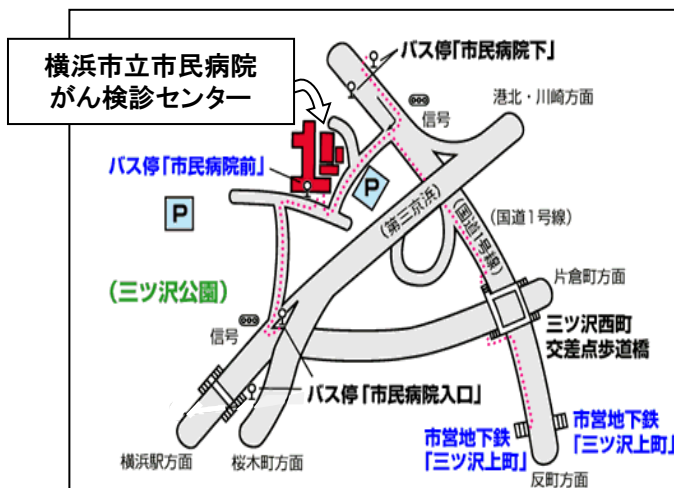 横浜市立市民病院
がん検診センター
バス停「市民病院下」
港北・川崎方面
信号
バス停「市民病院前」
P
P
(第三京浜)
(国道1号線)
(国道1号線)
(三ツ沢公園)
片倉町方面
信号
三ツ沢西町
交差点歩道橋
バス停「市民病院入口」
市営地下鉄
「三ツ沢上町」
市営地下鉄
「三ツ沢上町」
横浜駅方面
桜木町方面
反町方面